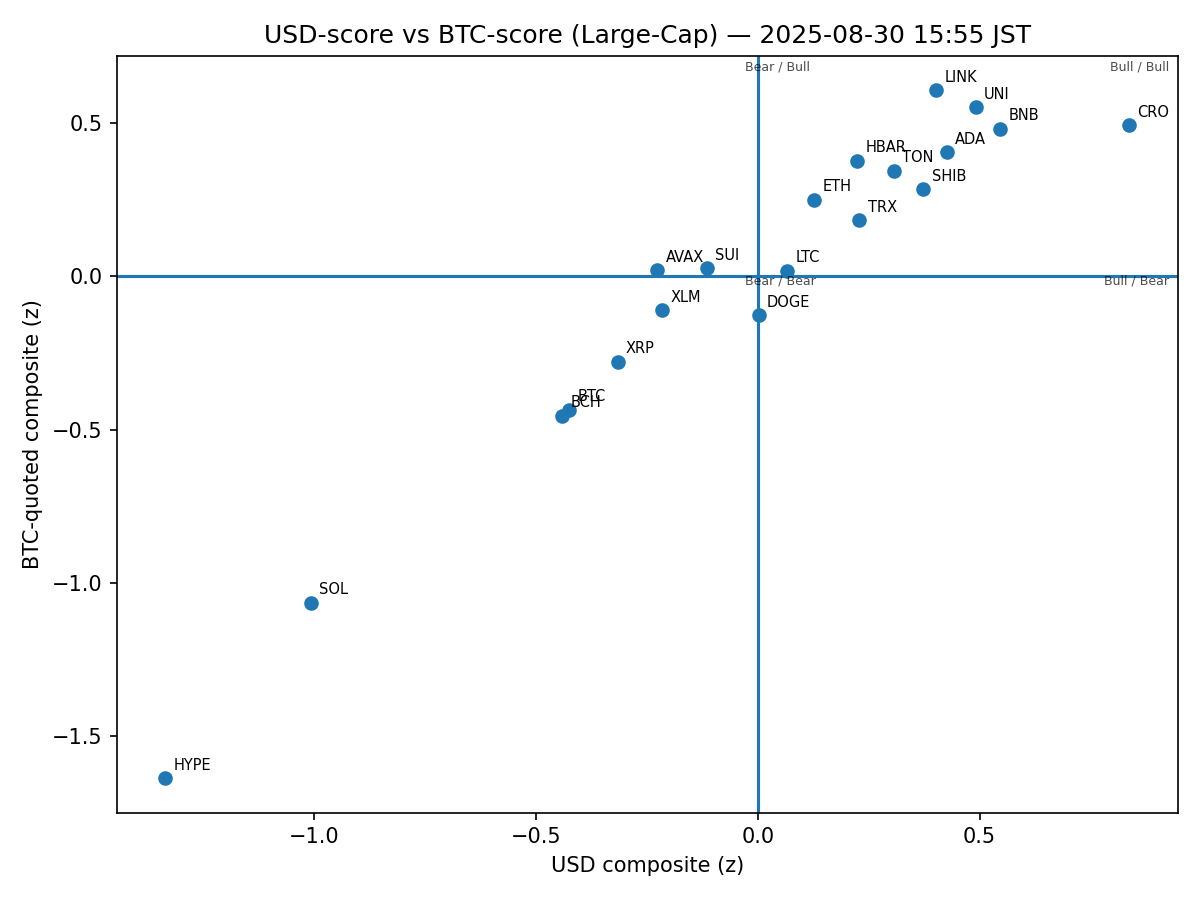 USD-score vs BTC-score (Large-Cap) — 2025-08-30 15:55 JST
Bear / Bull
Bull / Bull
LINK
UNI
CRO
BNB
0.5
ADA
HBAR
TON
SHIB
ETH
TRX
SUI
AVAX
LTC
0.0
Bear / Bear
Bull / Bear
XLM
DOGE
XRP
BTC
BCH
−0.5
BTC-quoted composite (z)
−1.0
SOL
−1.5
HYPE
−1.0
−0.5
0.0
0.5
USD composite (z)